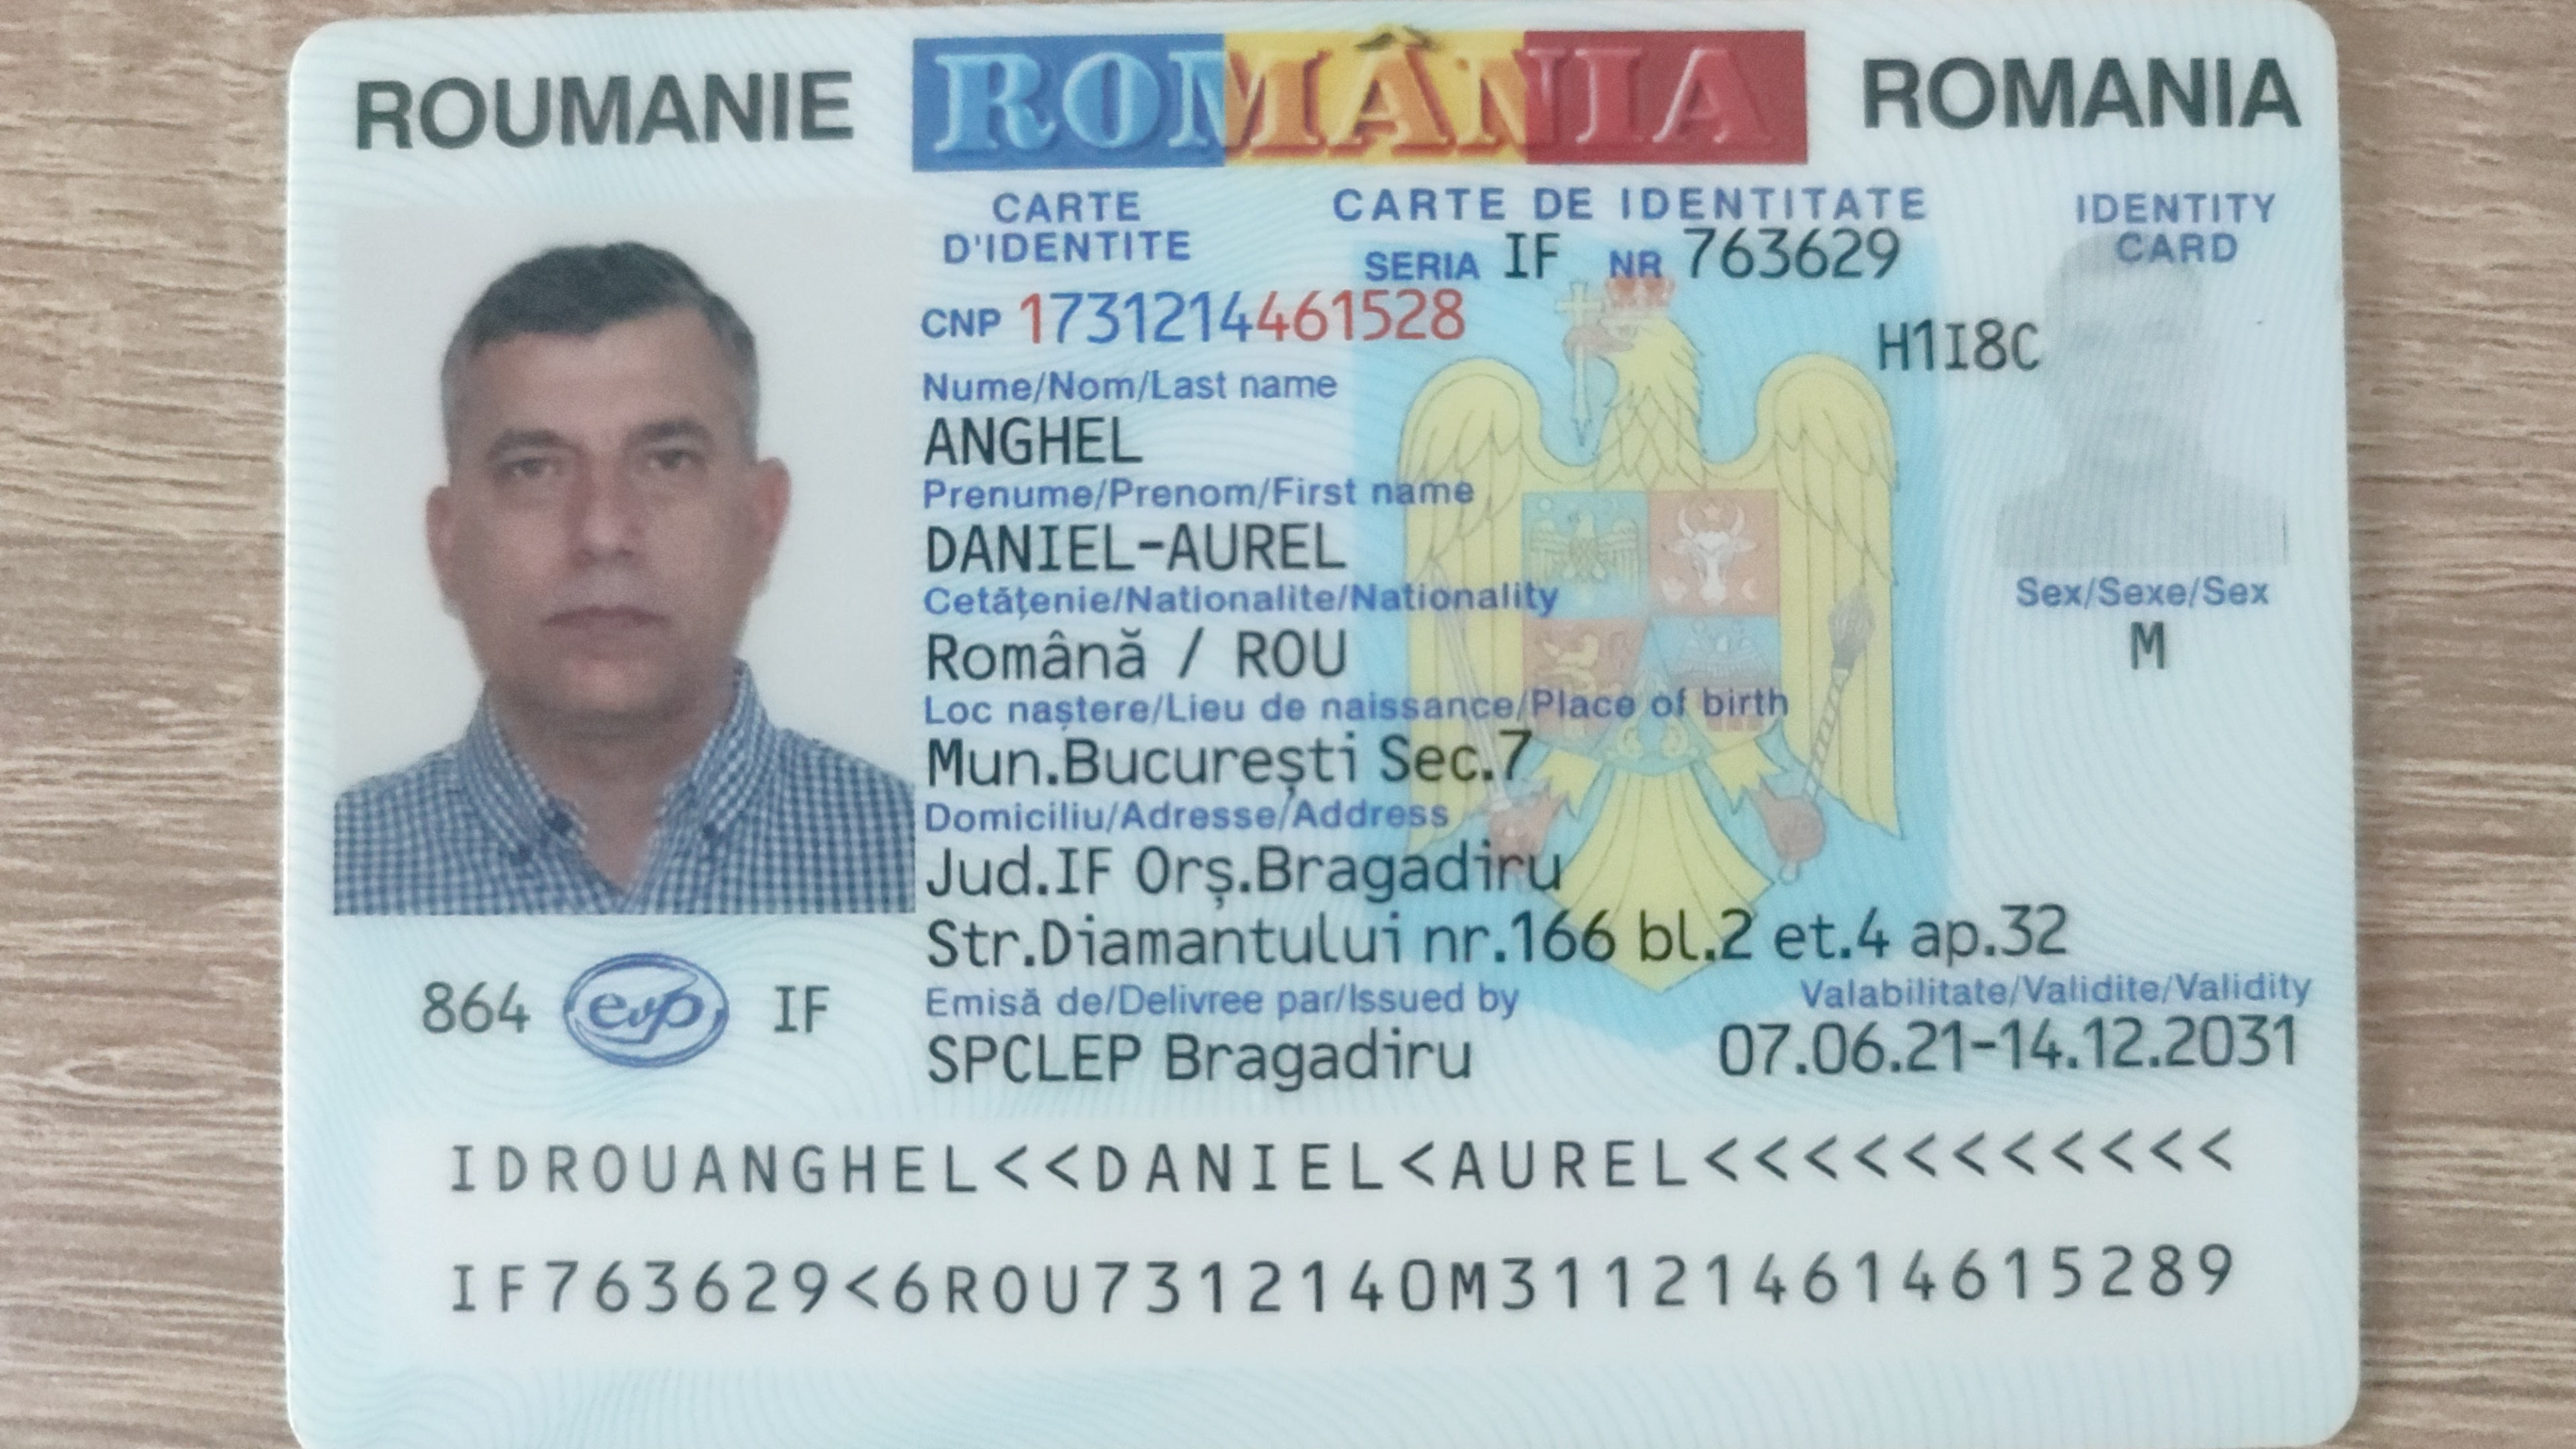 ROUMANIE ROMÂNIA ROMANIA
CARTE D'IDENTITE
CARTE DE IDENTITATE
IDENTITY CARD
SERIA IF NR 763629
CNP 1731214461528
H1I8C
Nume/Nom/Last name
ANGHEL
Prenume/Prenom/First name
DANIEL-AUREL
Cetățenie/Nationalite/Nationality
Română / ROU
Sex/Sexe/Sex
M
Loc naștere/Lieu de naissance/Place of birth
Mun.București Sec.7
Domiciliu/Adresse/Address
Jud.IF Orș.Bragadiru
Str.Diamantului nr.166 bl.2 et.4 ap.32
864 evp IF
Emisă de/Delivree par/Issued by
SPCLEP Bragadiru
Valabilitate/Validite/Validity
07.06.21-14.12.2031
IDROUANGHEL<<DANIEL<AUREL<<<<<<<<<<<
IF763629<6ROU7312140M311214614615289